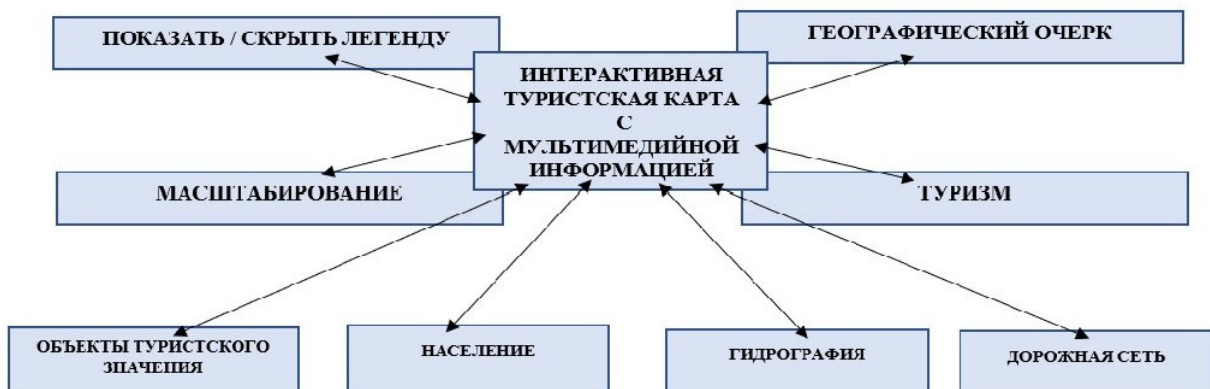 ПОКАЗАТЬ / СКРЫТЬ ЛЕГЕНДУ
ГЕОГРАФИЧЕСКИЙ ОЧЕРК
ИНТЕРАКТИВНАЯ
ТУРИСТСКАЯ КАРТА
С
МУЛЬТИМЕДИЙНОЙ
ИНФОРМАЦИЕЙ
МАСШТАБИРОВАНИЕ
ТУРИЗМ
ОБЪЕКТЫ ТУРИСТСКОГО
ЗНАЧЕНИЯ
НАСЕЛЕНИЕ
ГИДРОГРАФИЯ
ДОРОЖНАЯ СЕТЬ